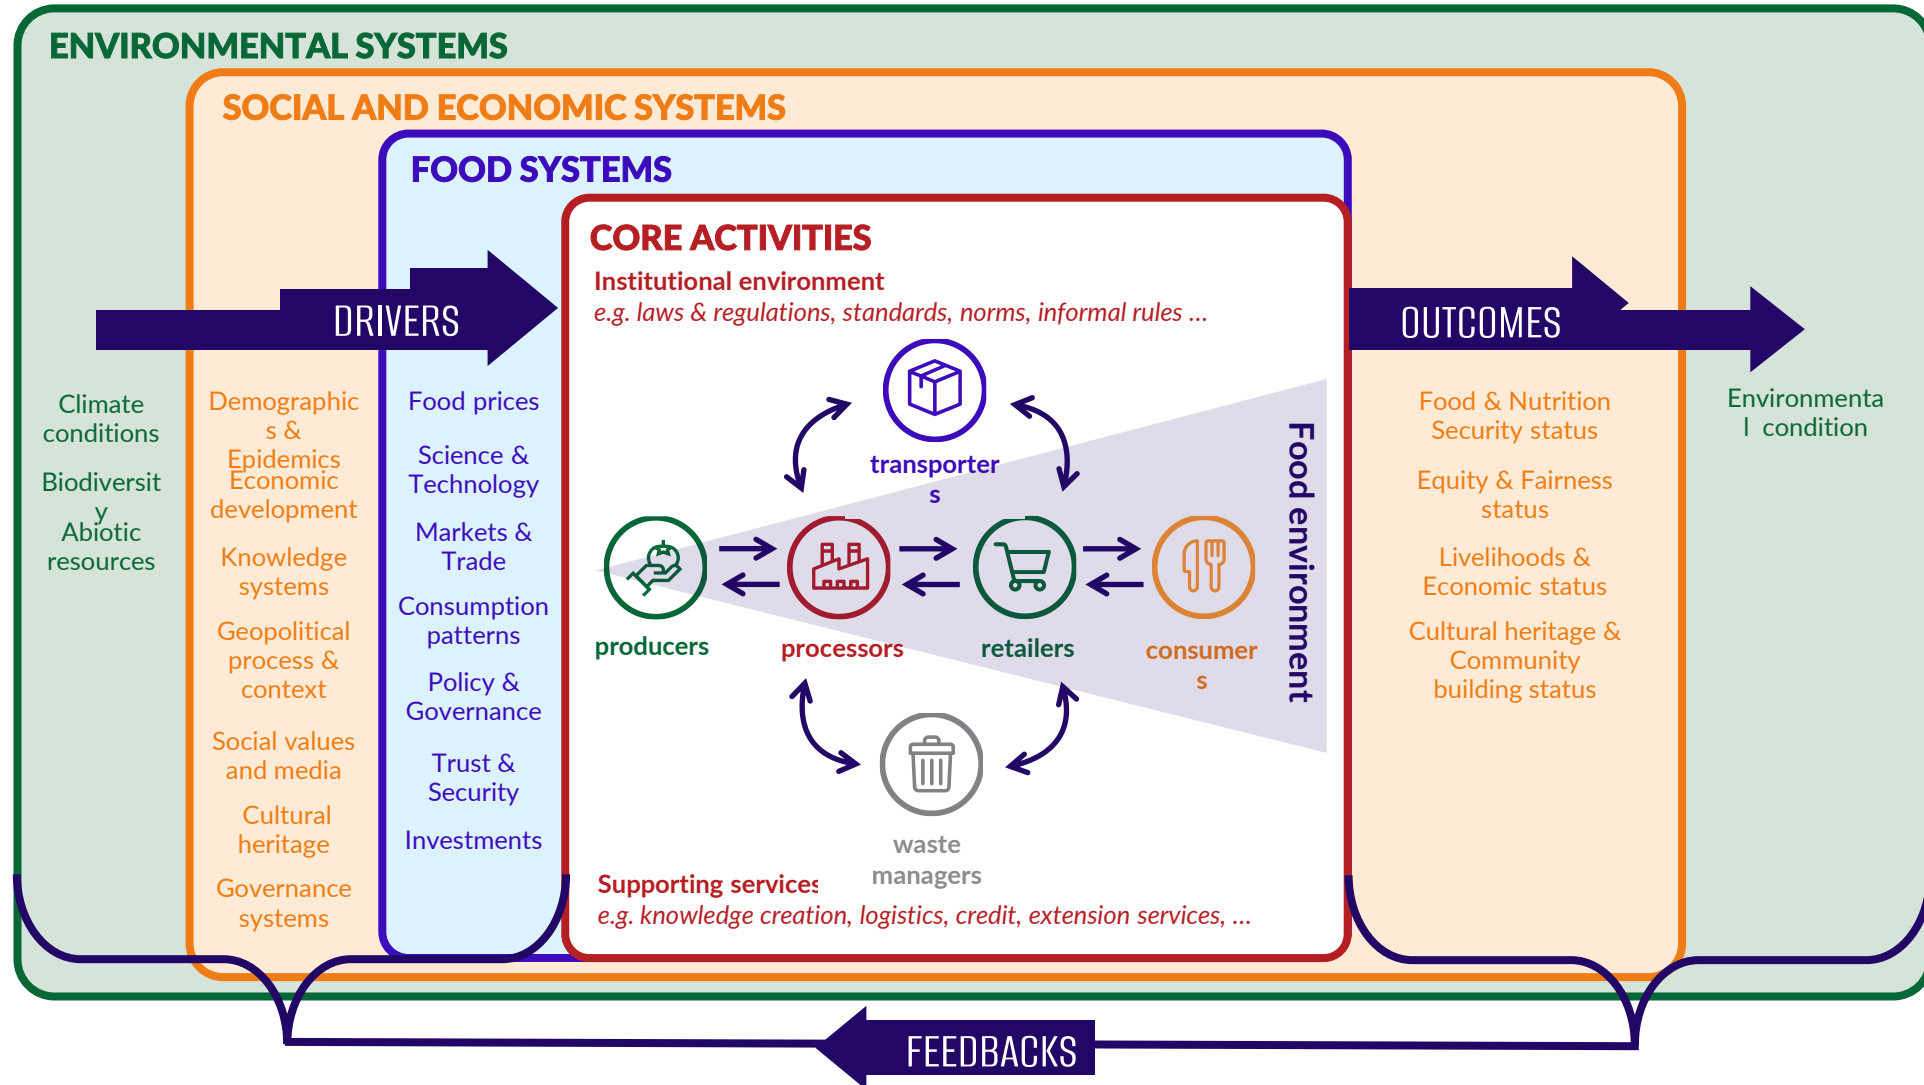 ENVIRONMENTAL SYSTEMS
SOCIAL AND ECONOMIC SYSTEMS
FOOD SYSTEMS
CORE ACTIVITIES
Institutional environment
e.g. laws & regulations, standards, norms, informal rules ...
DRIVERS
OUTCOMES
Climate
conditions
Biodiversit
y
Abiotic
resources
Demographic
s &
Epidemics
Economic
development
Knowledge
systems
Geopolitical
process &
context
Social values
and media
Cultural
heritage
Governance
systems
Food prices
Science &
Technology
Markets &
Trade
Consumption
patterns
Policy &
Governance
Trust &
Security
Investments
transporter
s
producers
processors
retailers
consumer
s
Food environment
waste
managers
Supporting services
e.g. knowledge creation, logistics, credit, extension services, ...
Food & Nutrition
Security status
Equity & Fairness
status
Livelihoods &
Economic status
Cultural heritage &
Community
building status
Environmenta
l condition
FEEDBACKS